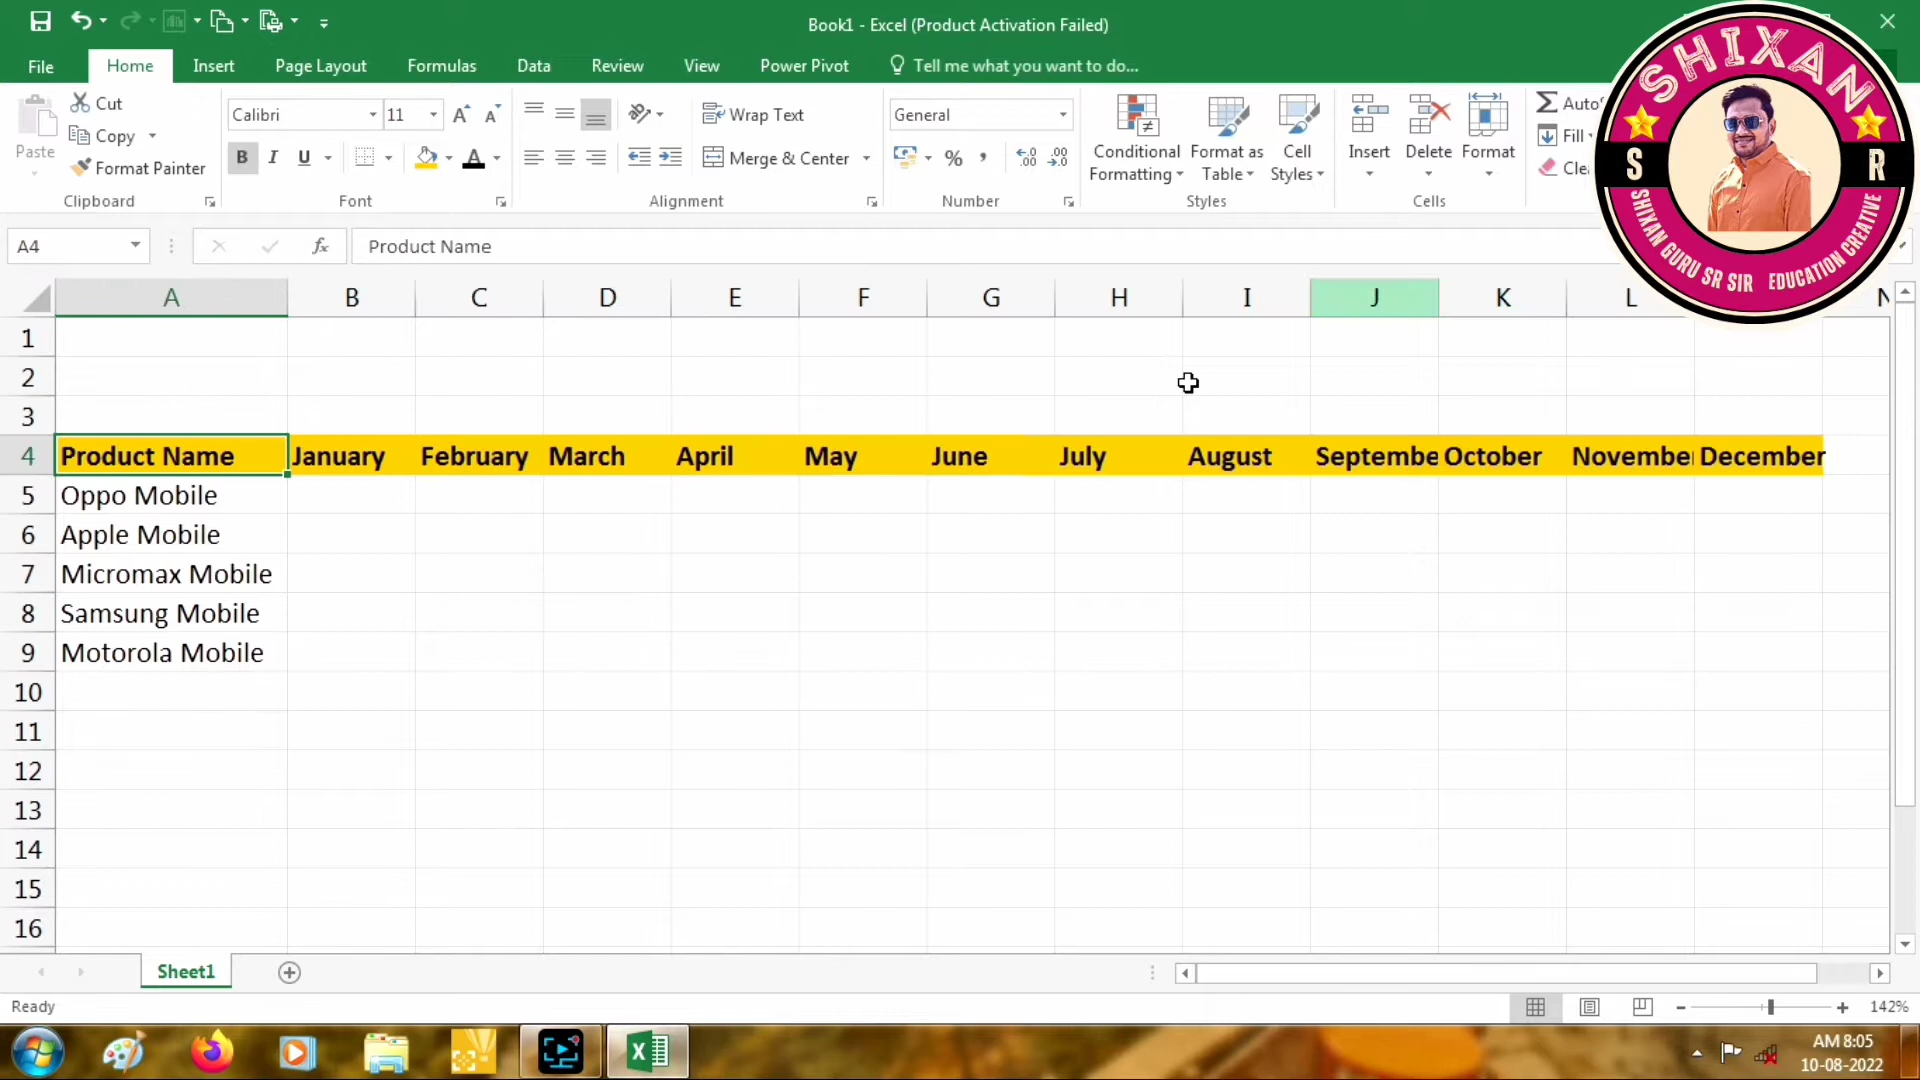 Book1 - Excel (Product Activation Failed)
File Home Insert Page Layout Formulas Data Review View Power Pivot Tell me what you want to do...
Paste
Cut
Copy
Format Painter
Clipboard
Calibri 11
B I U
Font
Wrap Text
Merge & Center
Alignment
General
Number
Conditional Formatting
Format as Table
Cell Styles
Styles
Insert
Delete
Format
Cells
Fill
SHIXAN
S R
SHIXAN GURU SR SIR EDUCATION CREATIVE
A4 fx Product Name
A B C D E F G H I J K L
1
2
3
4 Product Name January February March April May June July August Septembe October November December
5 Oppo Mobile
6 Apple Mobile
7 Micromax Mobile
8 Samsung Mobile
9 Motorola Mobile
10
11
12
13
14
15
16
Sheet1
Ready
142%
AM 8:05
10-08-2022